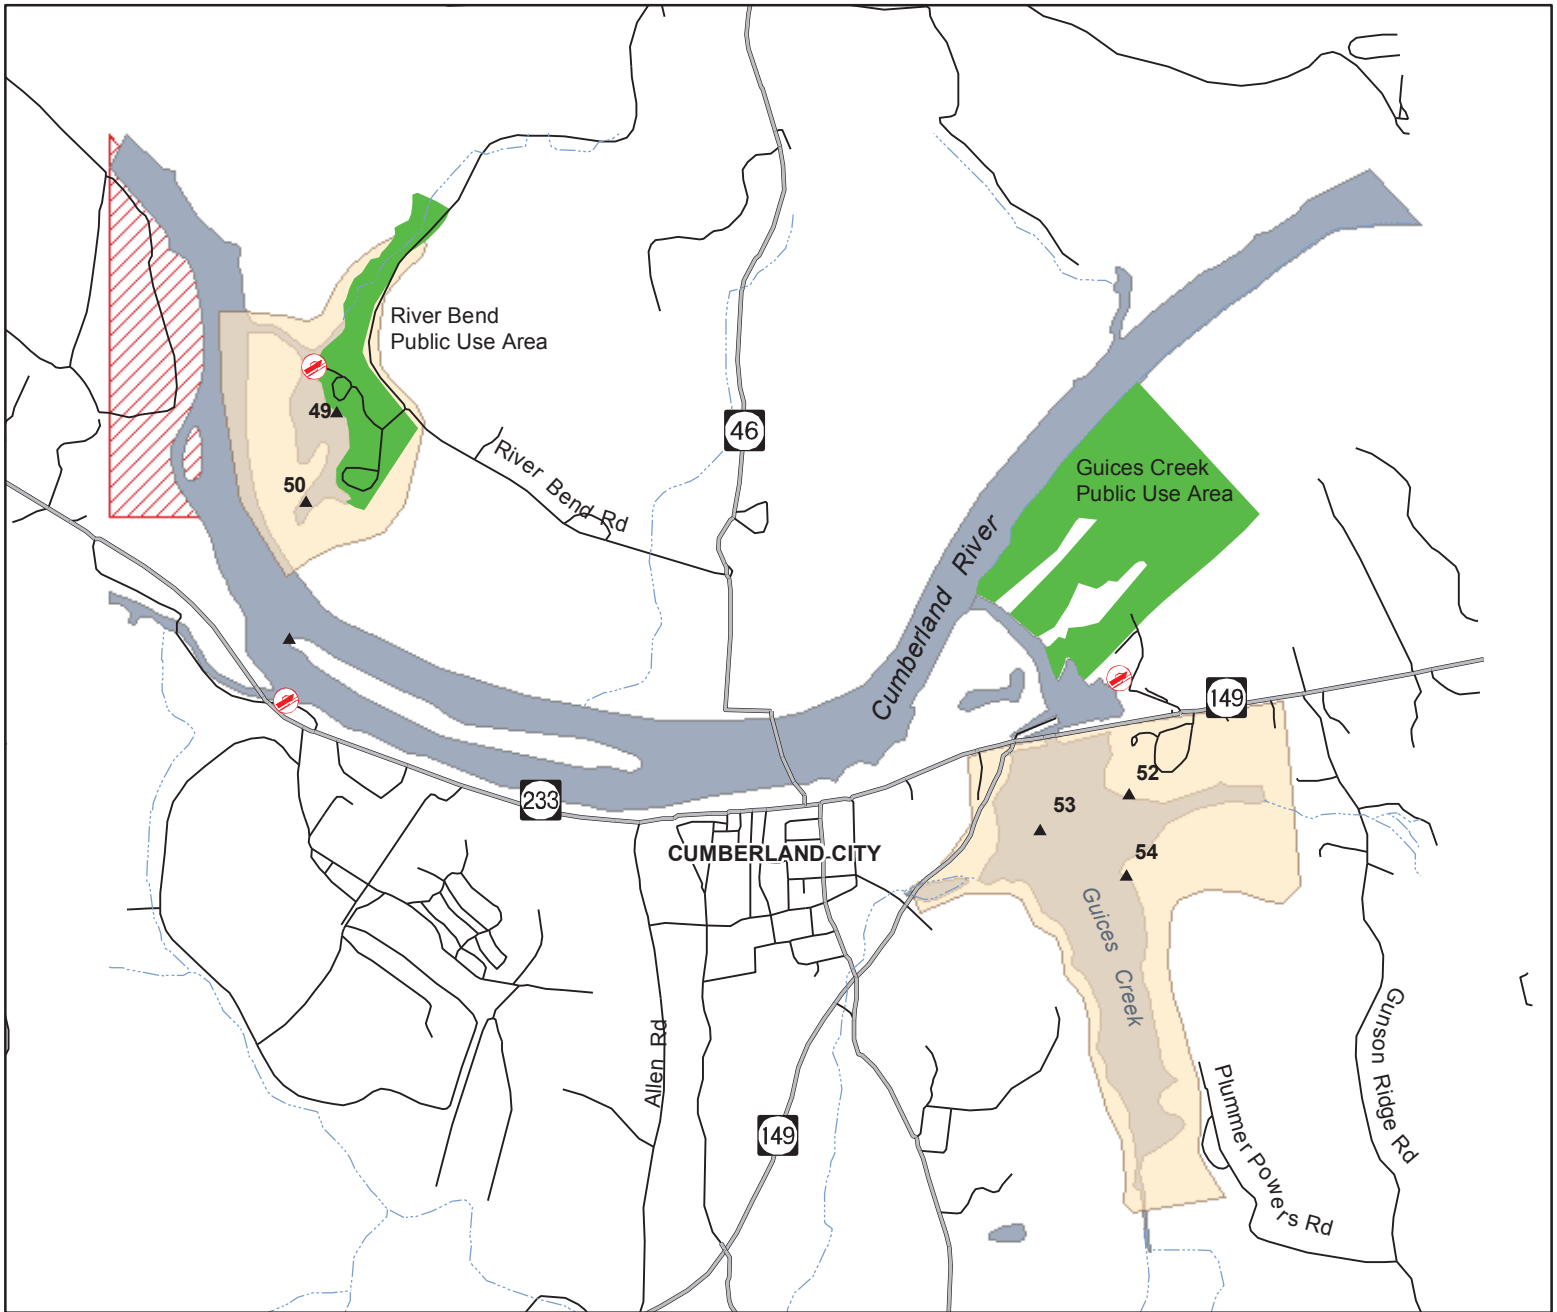 River Bend
Public Use Area
49
50
River Bend Rd
46
Guices Creek
Public Use Area
Cumberland River
149
233
52
53
54
CUMBERLAND CITY
Guices Creek
Allen Rd
149
Gunson Ridge Rd
Plummer Powers Rd